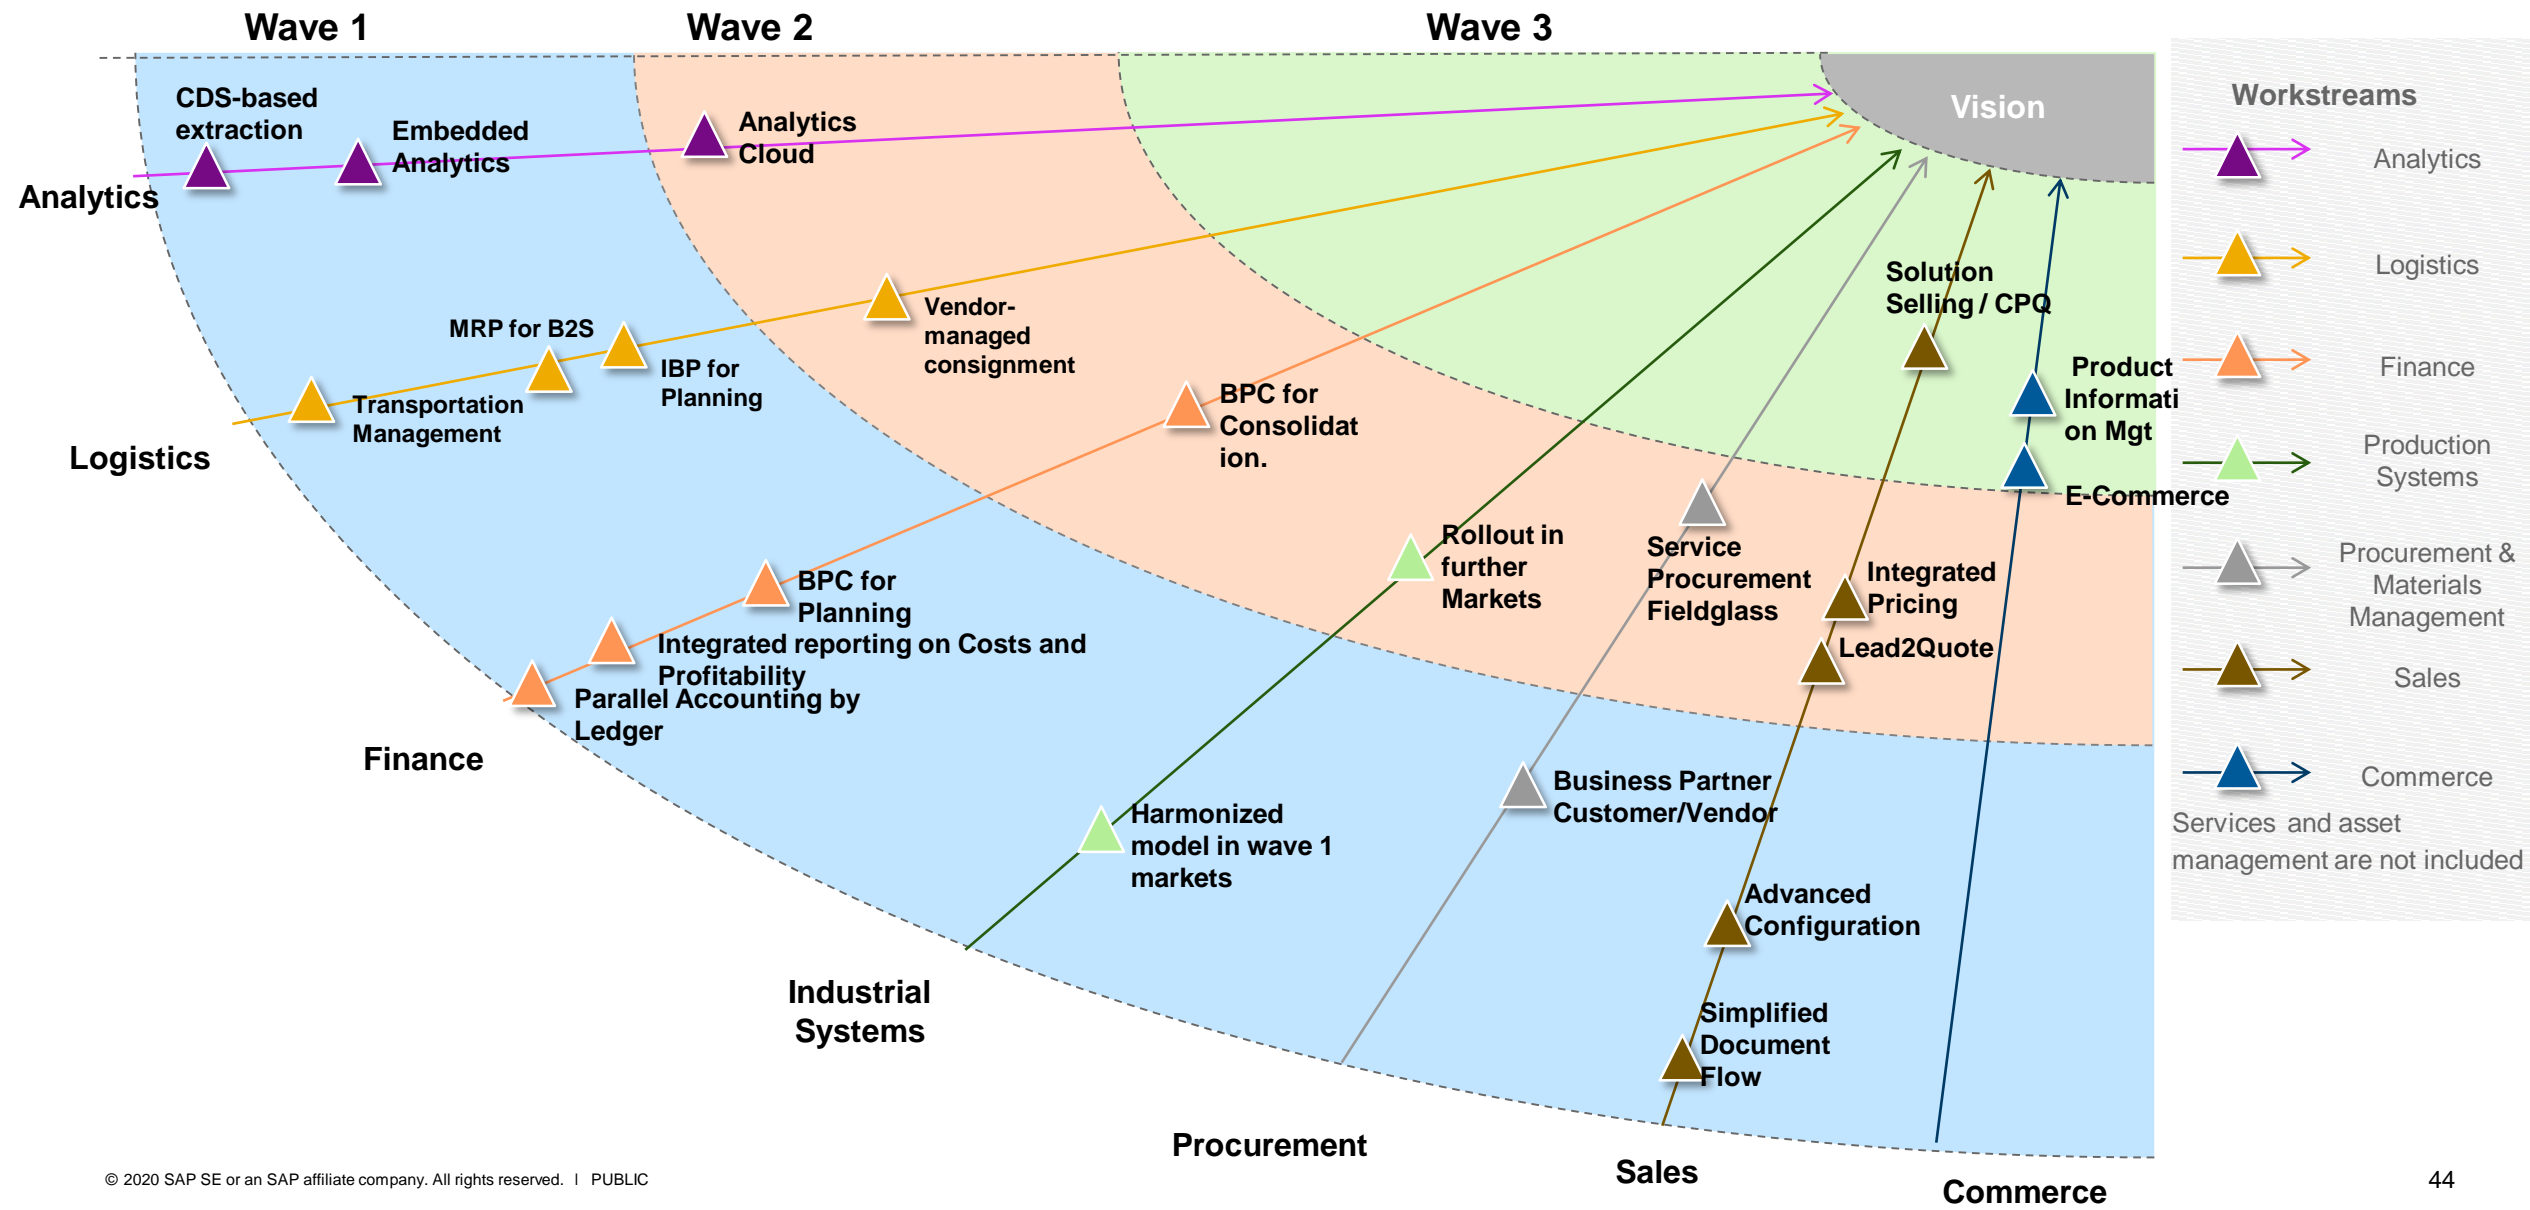 Wave 1
Wave 2
Wave 3
CDS-based
extraction
Embedded
Analytics
Analytics
Cloud
Vision
Analytics
MRP for B2S
IBP for
Planning
Transportation
Management
Vendor-
managed
consignment
Logistics
BPC for
Consolidat
ion.
BPC for
Planning
Integrated reporting on Costs and
Profitability
Parallel Accounting by
Ledger
Finance
Rollout in
further
Markets
Harmonized
model in wave 1
markets
Industrial
Systems
Service
Procurement
Fieldglass
Business Partner
Customer/Vendor
Procurement
Solution
Selling / CPQ
Integrated
Pricing
Lead2Quote
Advanced
Configuration
Simplified
Document
Flow
Sales
Product
Informati
on Mgt
E-Commerce
Commerce
Workstreams
Analytics
Logistics
Finance
Production
Systems
Procurement &
Materials
Management
Sales
Commerce
Services and asset
management are not included
© 2020 SAP SE or an SAP affiliate company. All rights reserved. ǀ PUBLIC
44